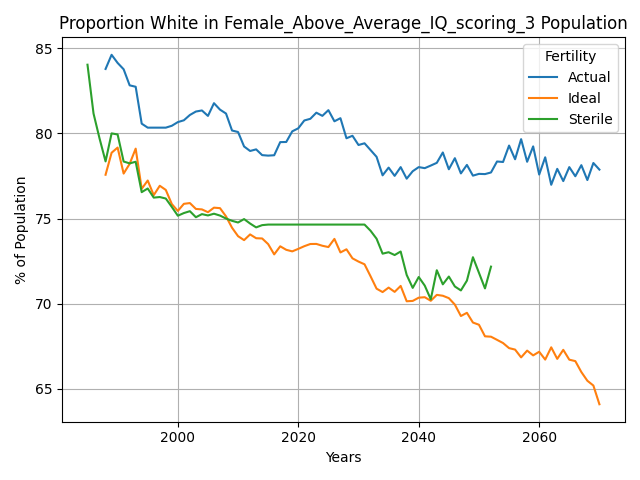 Proportion White in Female_Above_Average_IQ_scoring_3 Population
% of Population
85
80
75
70
65
2000
2020
2040
2060
Years
Fertility
Actual
Ideal
Sterile